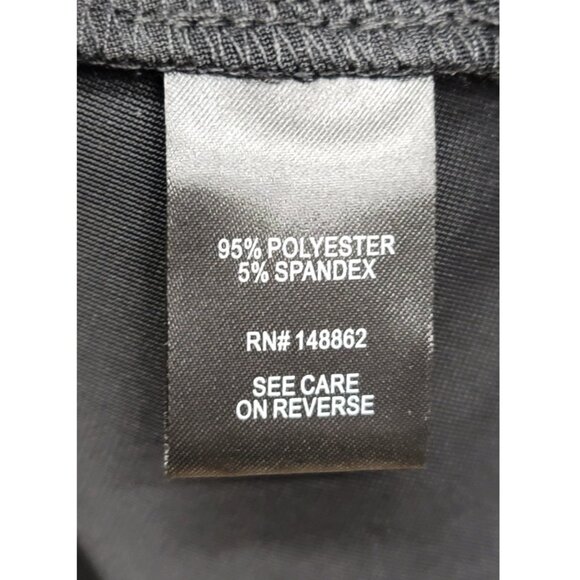 95% POLYESTER
5% SPANDEX
RN# 148862
SEE CARE
ON REVERSE